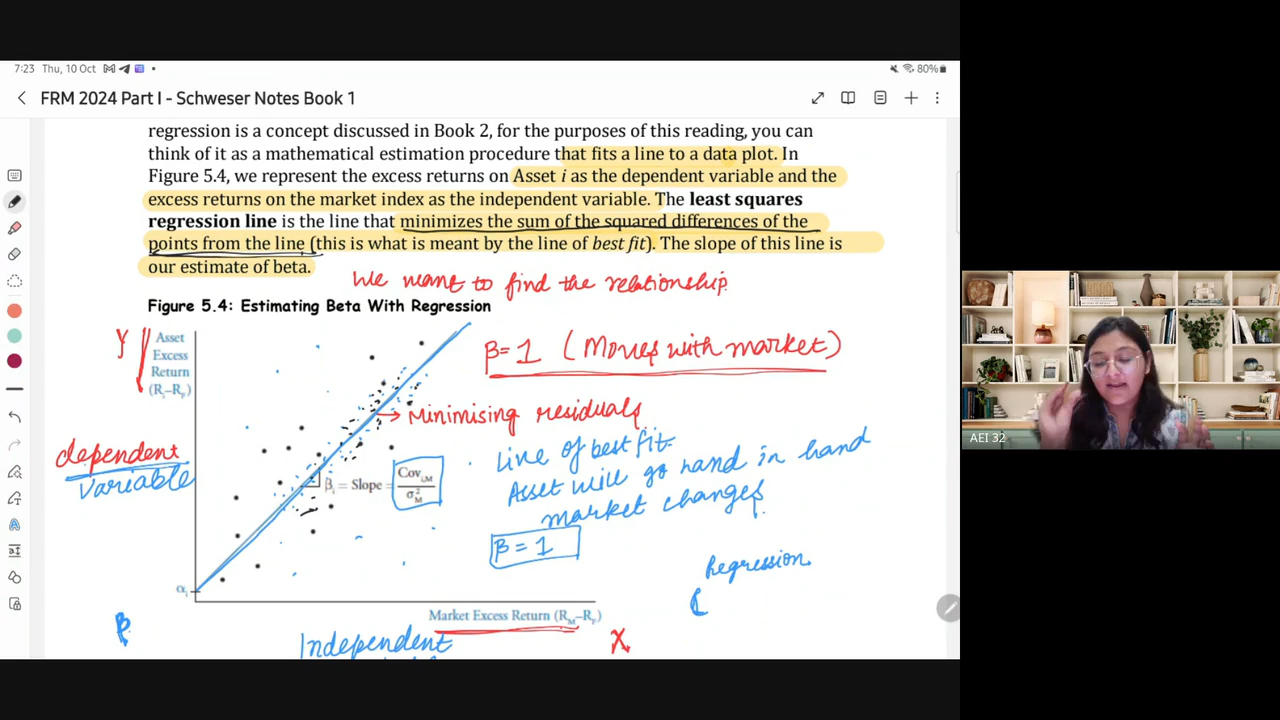 7:23 Thu, 10 Oct
80%
FRM 2024 Part I - Schweser Notes Book 1
regression is a concept discussed in Book 2, for the purposes of this reading, you can
think of it as a mathematical estimation procedure that fits a line to a data plot. In
Figure 5.4, we represent the excess returns on Asset i as the dependent variable and the
excess returns on the market index as the independent variable. The least squares
regression line is the line that minimizes the sum of the squared differences of the
points from the line (this is what is meant by the line of best fit). The slope of this line is
our estimate of beta.
We want to find the relationship
Figure 5.4: Estimating Beta With Regression
Y
Asset
Excess
Return
(Ri–RF)
β = 1 (Moves with market)
Minimising residuals
Line of best fit
Asset will go hand in hand
market changes
β = 1
dependent
variable
βi = Slope = Covi,M
σ²M
Regression
αi
Market Excess Return (RM–RF)
β
Independent
X
AEI 32